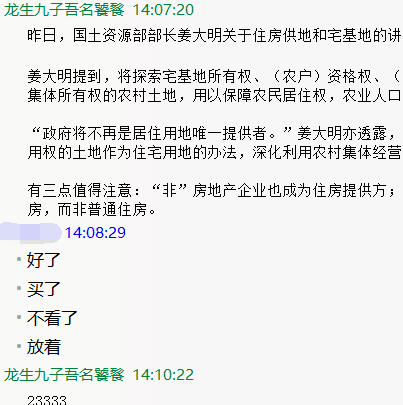 龙生九子吾名饕餮 14:07:20
昨日，国土资源部部长姜大明关于住房供地和宅基地的讲
姜大明提到，将探索宅基地所有权、（农户）资格权、（
集体所有权的农村土地，用以保障农民居住权，农业人口
“政府将不再是居住用地唯一提供者。”姜大明亦透露，
用权的土地作为住宅用地的办法，深化利用农村集体经营
有三点值得注意：“非”房地产企业也成为住房提供方；
房，而非普通住房。
14:08:29
好了
买了
不看了
放着
龙生九子吾名饕餮 14:10:22
23333